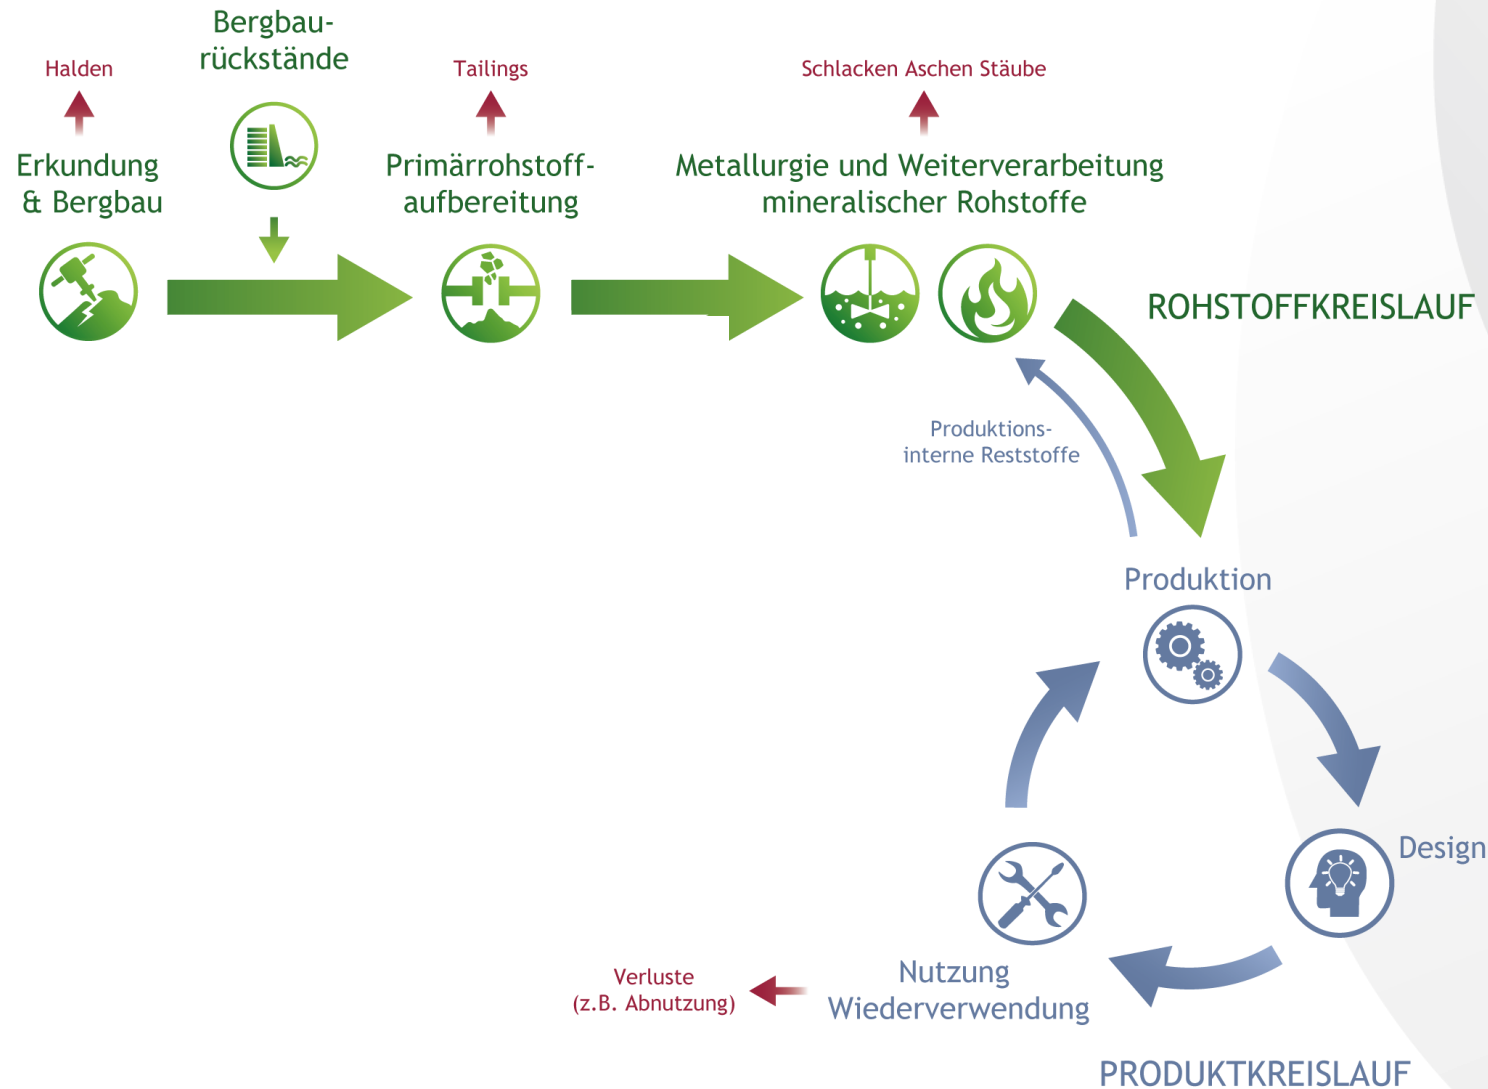 Bergbau-
rückstände
Halden
Tailings
Schlacken Aschen Stäube
Erkundung
& Bergbau
Primärrohstoff-
aufbereitung
Metallurgie und Weiterverarbeitung
mineralischer Rohstoffe
ROHSTOFFKREISLAUF
Produktions-
interne Reststoffe
Produktion
Design
Nutzung
Wiederverwendung
Verluste
(z.B. Abnutzung)
PRODUKTKREISLAUF